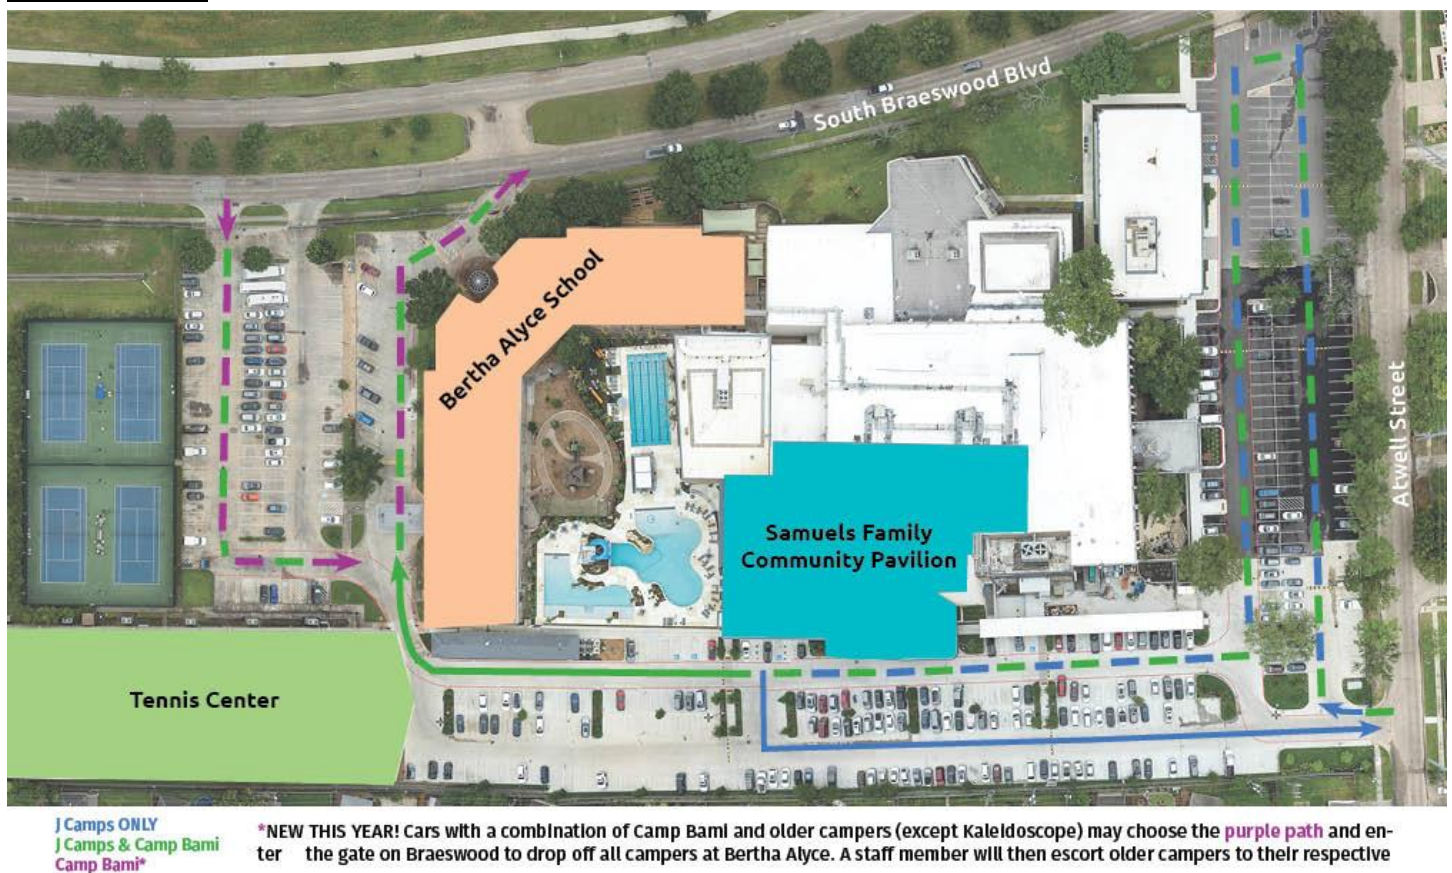 South Braeswood Blvd
Bertha Alyce School
Atwell Street
Samuels Family
Community Pavilion
Tennis Center
J Camps ONLY
J Camps & Camp Bami
Camp Bami*
*NEW THIS YEAR! Cars with a combination of Camp Bami and older campers (except Kaleidoscope) may choose the purple path and en-
ter the gate on Braeswood to drop off all campers at Bertha Alyce. A staff member will then escort older campers to their respective